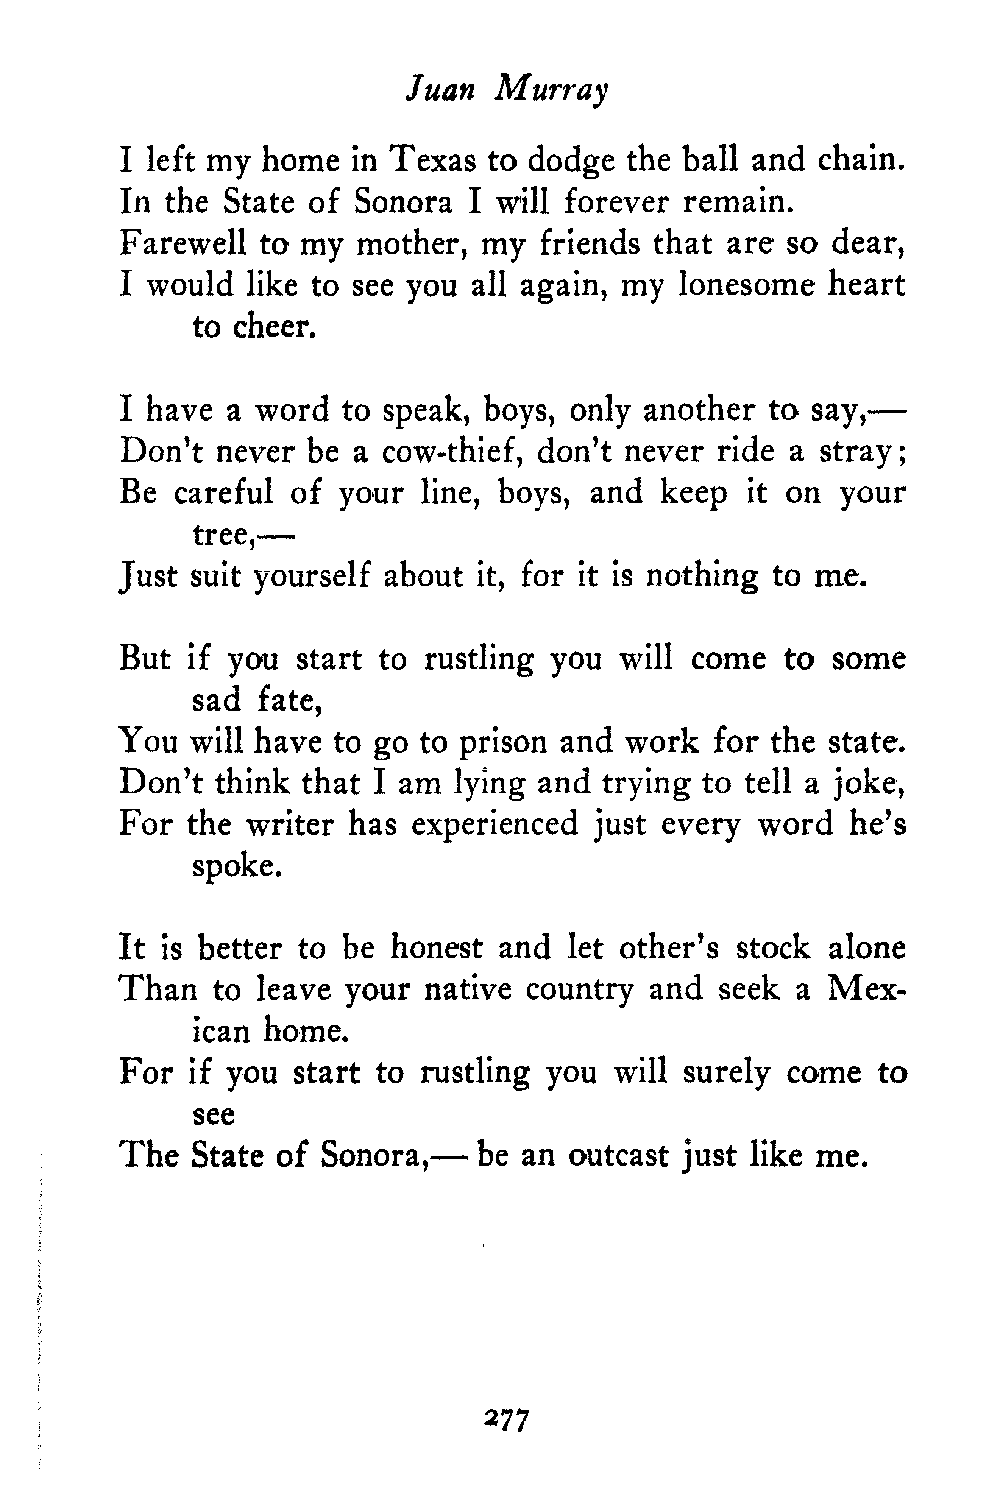 Juan Murray
I left my home in Texas to dodge the ball and chain.
In the State of Sonora I will forever remain.
Farewell to my mother, my friends that are so dear,
I would like to see you all again, my lonesome heart
to cheer.
I have a word to speak, boys, only another to say,—
Don't never be a cow-thief, don't never ride a stray;
Be careful of your line, boys, and keep it on your
tree,—
Just suit yourself about it, for it is nothing to me.
But if you start to rustling you will come to some
sad fate,
You will have to go to prison and work for the state.
Don't think that I am lying and trying to tell a joke,
For the writer has experienced just every word he's
spoke.
It is better to be honest and let other's stock alone
Than to leave your native country and seek a Mex-
ican home.
For if you start to rustling you will surely come to
see
The State of Sonora,— be an outcast just like me.
277